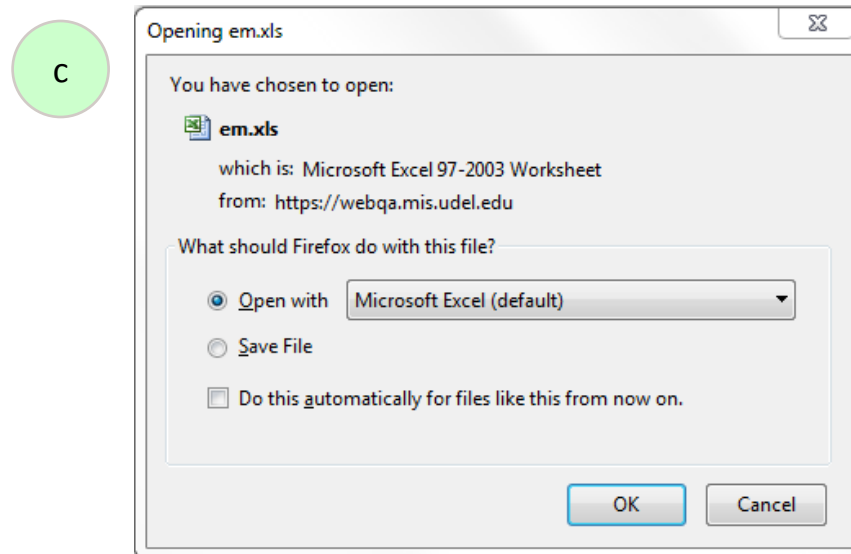 c
Opening em.xls
You have chosen to open:
em.xls
which is: Microsoft Excel 97-2003 Worksheet
from: https://webqa.mis.udel.edu
What should Firefox do with this file?
Open with Microsoft Excel (default)
Save File
Do this automatically for files like this from now on.
OK Cancel